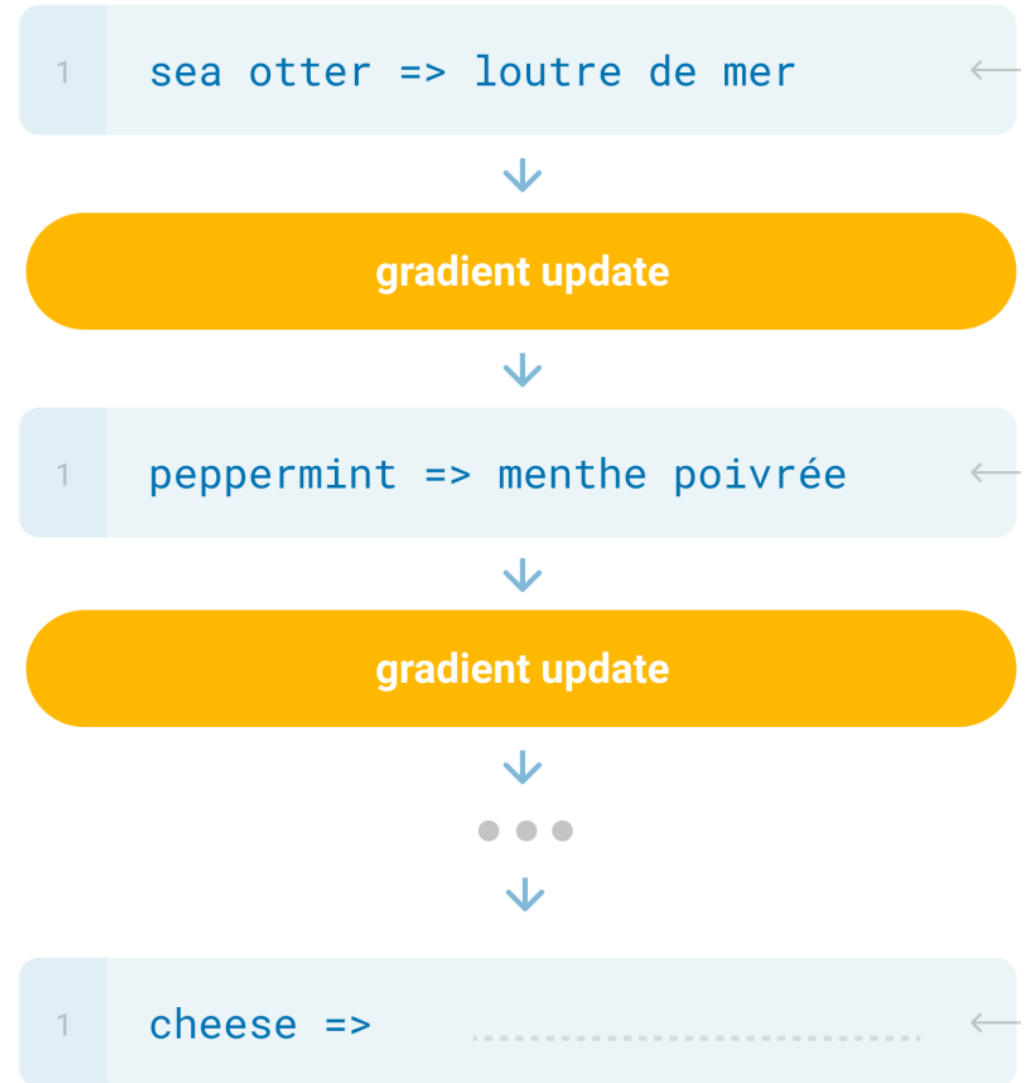 1 sea otter => loutre de mer
gradient update
1 peppermint => menthe poivrée
gradient update
1 cheese =>